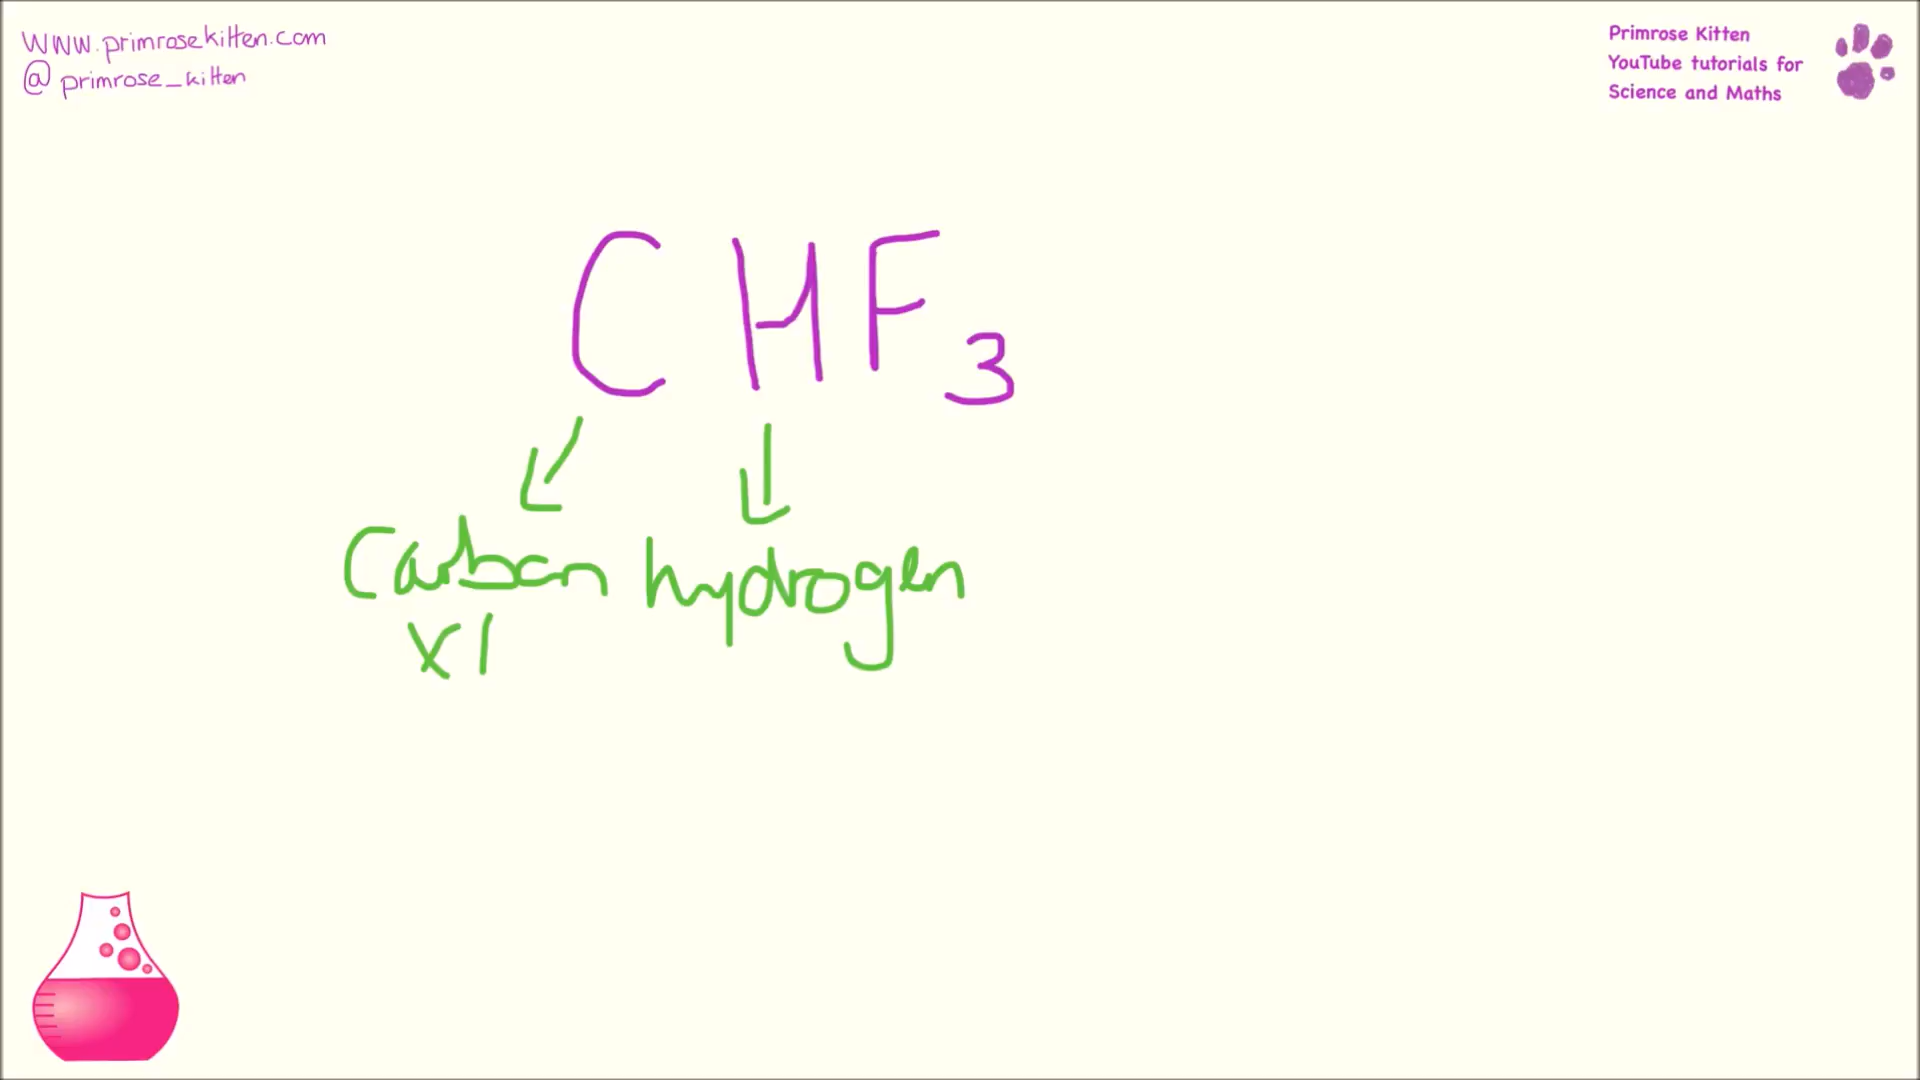 www.primrosekitten.com
@primrose_kitten
Primrose Kitten
YouTube tutorials for
Science and Maths
CHF3
Carbon hydrogen
x1